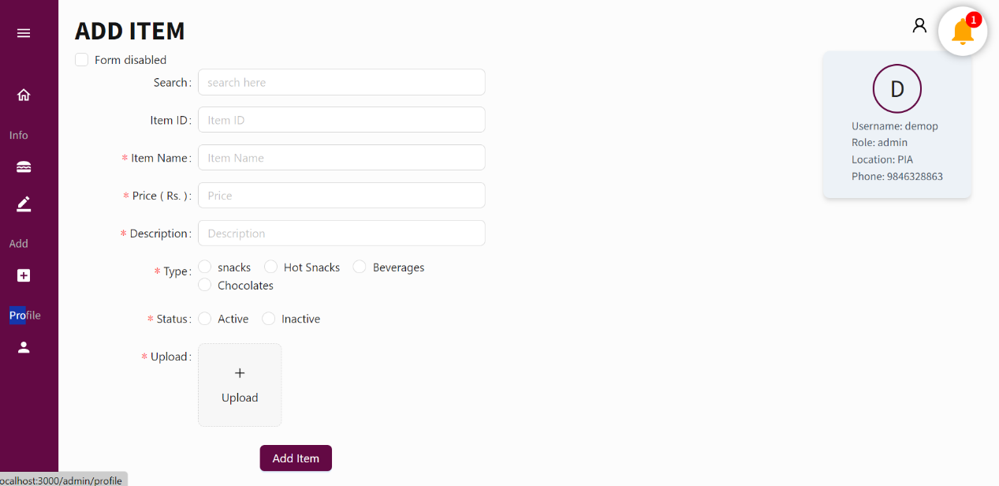 ADD ITEM
1
Form disabled
Search:
search here
D
Item ID:
Item ID
Username: demop
Role: admin
Location: PIA
Phone: 9846328863
Info
* Item Name:
Item Name
* Price ( Rs. ):
Price
* Description:
Description
Add
* Type:
snacks
Hot Snacks
Beverages
Chocolates
Profile
* Status:
Active
Inactive
* Upload:
+
Upload
Add Item
ocalhost:3000/admin/profile